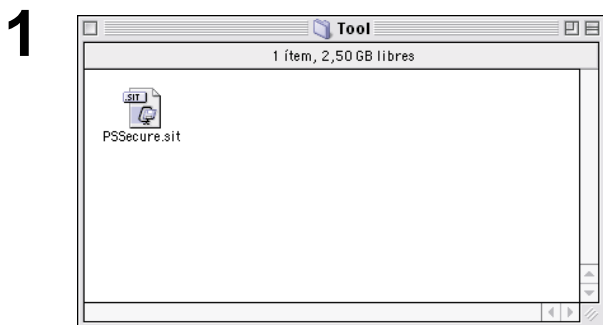 1
Tool
1 ítem, 2,50 GB libres
.SIT
PSSecure.sit